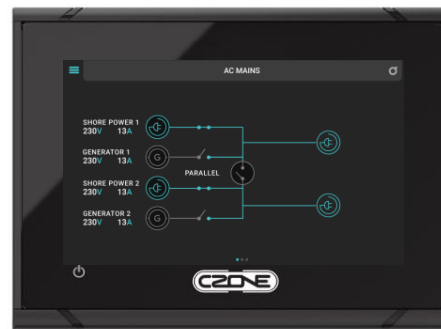 AC MAINS
SHORE POWER 1
230V 13A
GENERATOR 1
230V 13A
G
PARALLEL
SHORE POWER 2
230V 13A
GENERATOR 2
230V 13A
G
CZONE